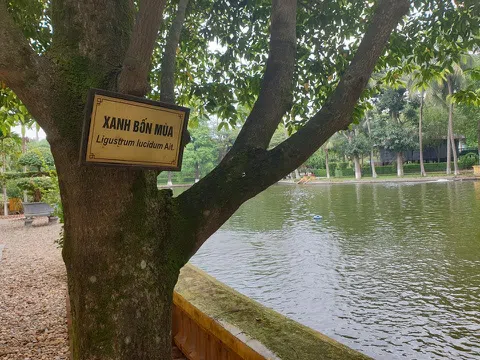 XANH BỐN MÙA
Ligustrum lucidum Ait.